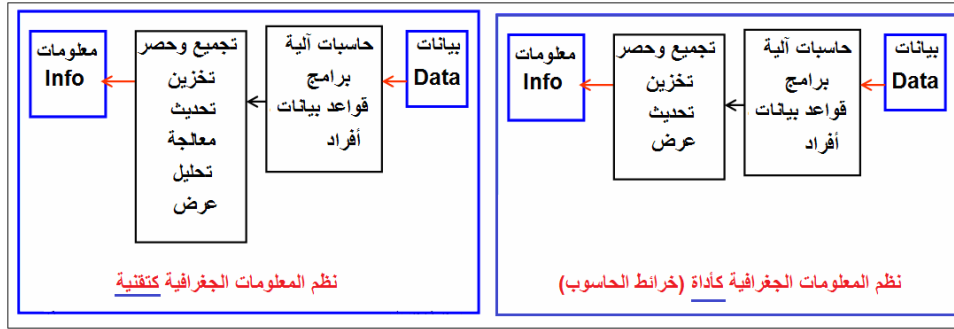 بيانات
Data
حاسبات آلية
برامج
قواعد بيانات
أفراد
تجميع وحصر
تخزين
تحديث
عرض
معلومات
Info
نظم المعلومات الجغرافية كأداة (خرائط الحاسوب)
بيانات
Data
حاسبات آلية
برامج
قواعد بيانات
أفراد
تجميع وحصر
تخزين
تحديث
معالجة
تحليل
عرض
معلومات
Info
نظم المعلومات الجغرافية كتقنية